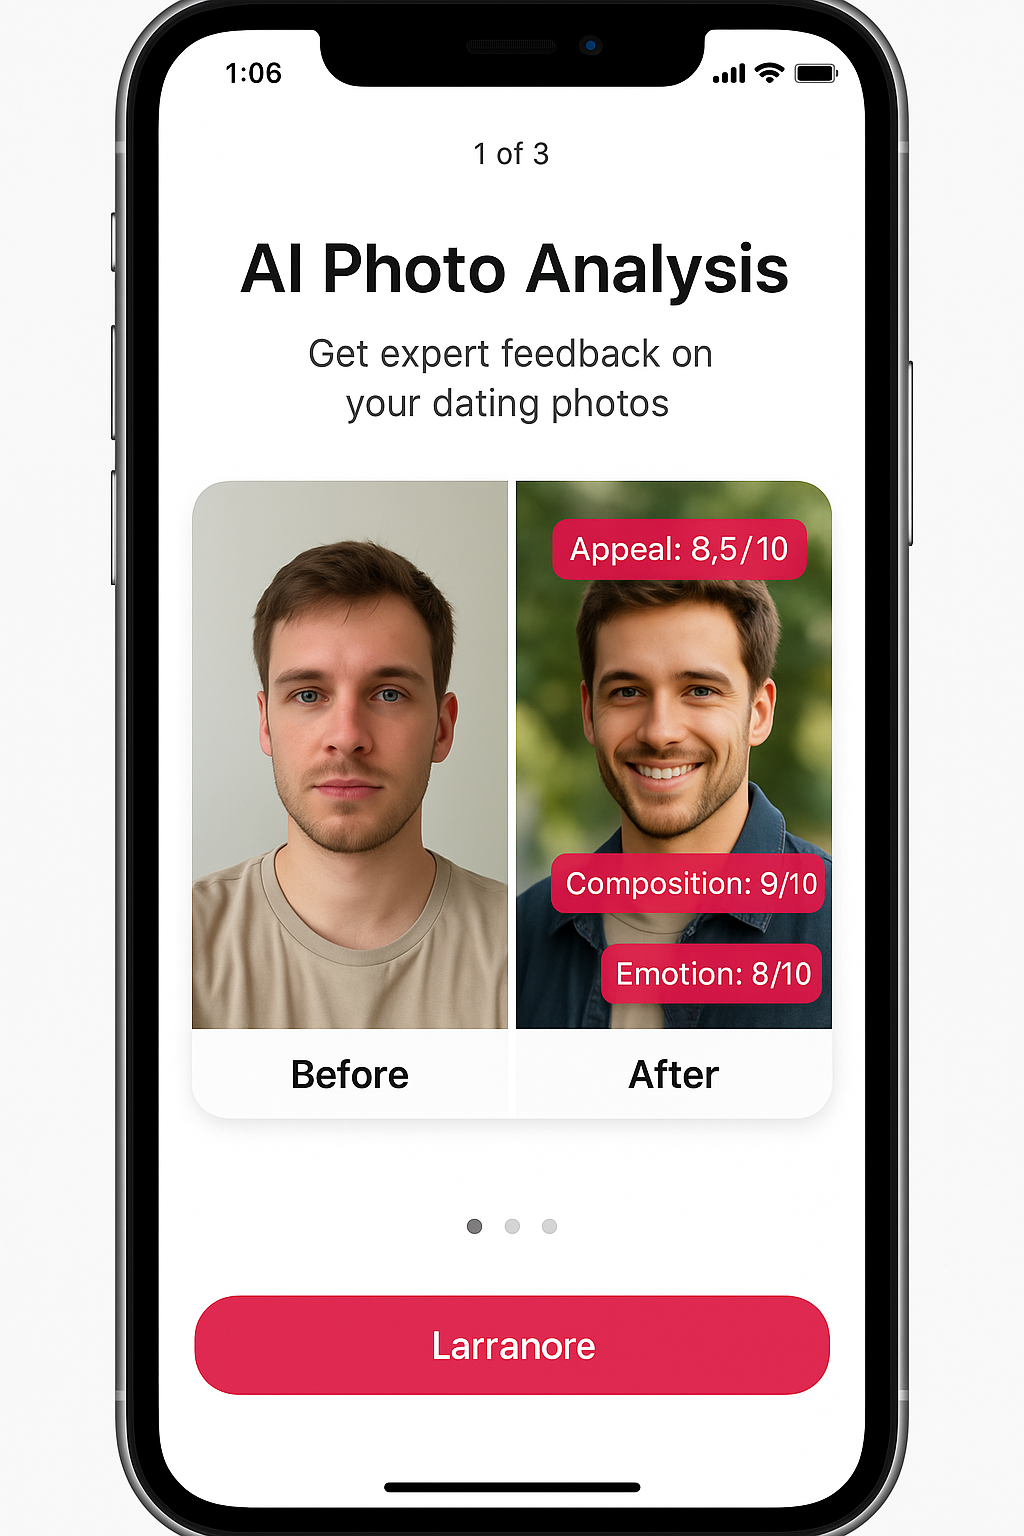 1:06
1 of 3
AI Photo Analysis
Get expert feedback on
your dating photos
Appeal: 8,5/10
Composition: 9/10
Emotion: 8/10
Before
After
Larranore